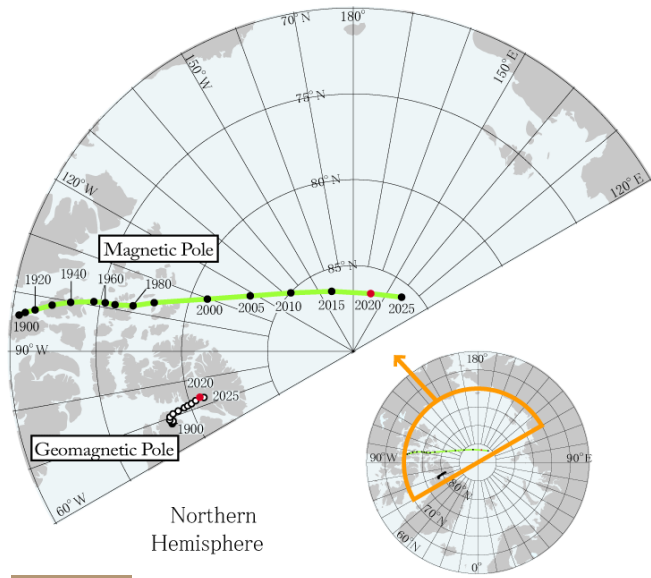 70° N
180°
150° W
150° E
75° N
120° W
80° N
120° E
Magnetic Pole
85° N
1920
1940
1960
1980
1900
2000
2005
2010
2015
2020
2025
90° W
2020
2025
1900
Geomagnetic Pole
60° W
Northern
Hemisphere
180°
90° W
90° E
80° N
70° N
60° N
0°